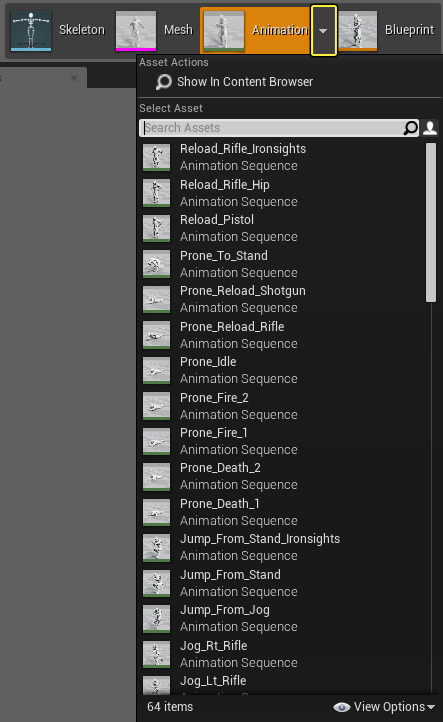 Skeleton Mesh Animation Blueprint
Asset Actions
Show In Content Browser
Select Asset
Search Assets
Reload_Rifle_Ironsights
Animation Sequence
Reload_Rifle_Hip
Animation Sequence
Reload_Pistol
Animation Sequence
Prone_To_Stand
Animation Sequence
Prone_Reload_Shotgun
Animation Sequence
Prone_Reload_Rifle
Animation Sequence
Prone_Idle
Animation Sequence
Prone_Fire_2
Animation Sequence
Prone_Fire_1
Animation Sequence
Prone_Death_2
Animation Sequence
Prone_Death_1
Animation Sequence
Jump_From_Stand_Ironsights
Animation Sequence
Jump_From_Stand
Animation Sequence
Jump_From_Jog
Animation Sequence
Jog_Rt_Rifle
Animation Sequence
Jog_Lt_Rifle
64 items View Options